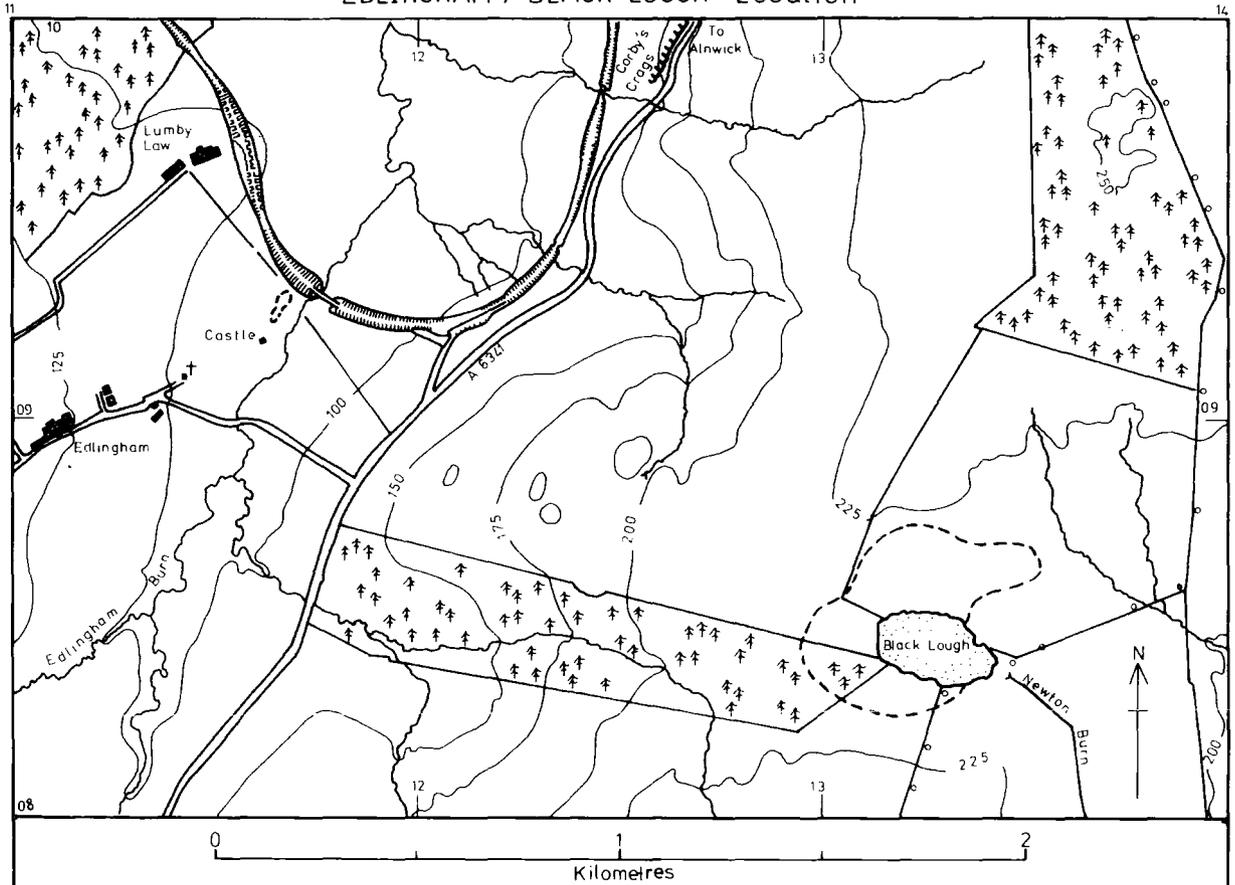 EDLINGHAM / BLACK LOUGH Location
11
14
10
12
Corby's
Crags
To
Alnwick
13
Lumby
Law
250
Castle
125
A 6341
100
09
09
Edlingham
150
175
200
225
Edlingham Burn
Black Lough
N
Newton Burn
225
200
08
12
13
0
1
2
Kilometres